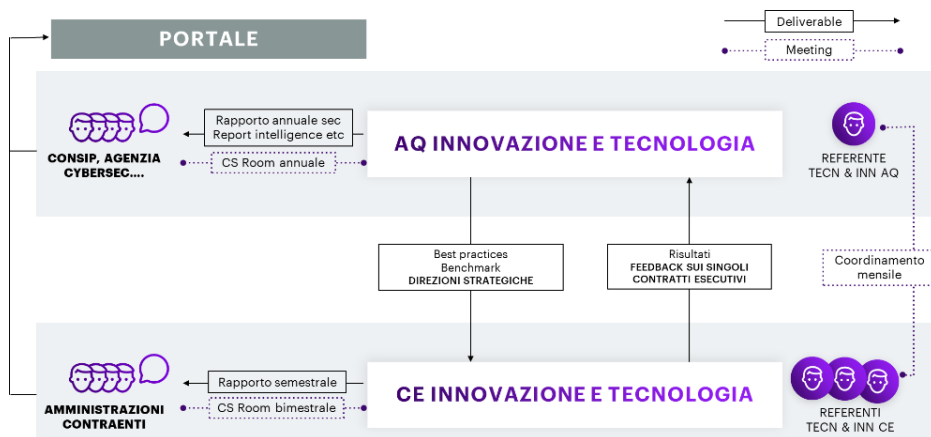 PORTALE
Deliverable
Meeting
Rapporto annuale sec
Report intelligence etc
CS Room annuale
CONSIP, AGENZIA
CYBERSEC....
AQ INNOVAZIONE E TECNOLOGIA
REFERENTE
TECN & INN AQ
Best practices
Benchmark
DIREZIONI STRATEGICHE
Risultati
FEEDBACK SUI SINGOLI
CONTRATTI ESECUTIVI
Coordinamento
mensile
Rapporto semestrale
CS Room bimestrale
AMMINISTRAZIONI
CONTRAENTI
CE INNOVAZIONE E TECNOLOGIA
REFERENTI
TECN & INN CE